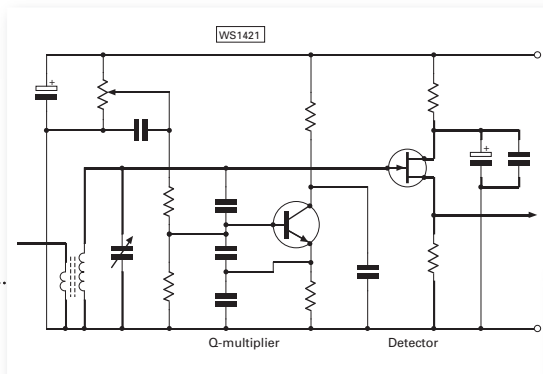 WS1421
+
+
Q-multiplier Detector